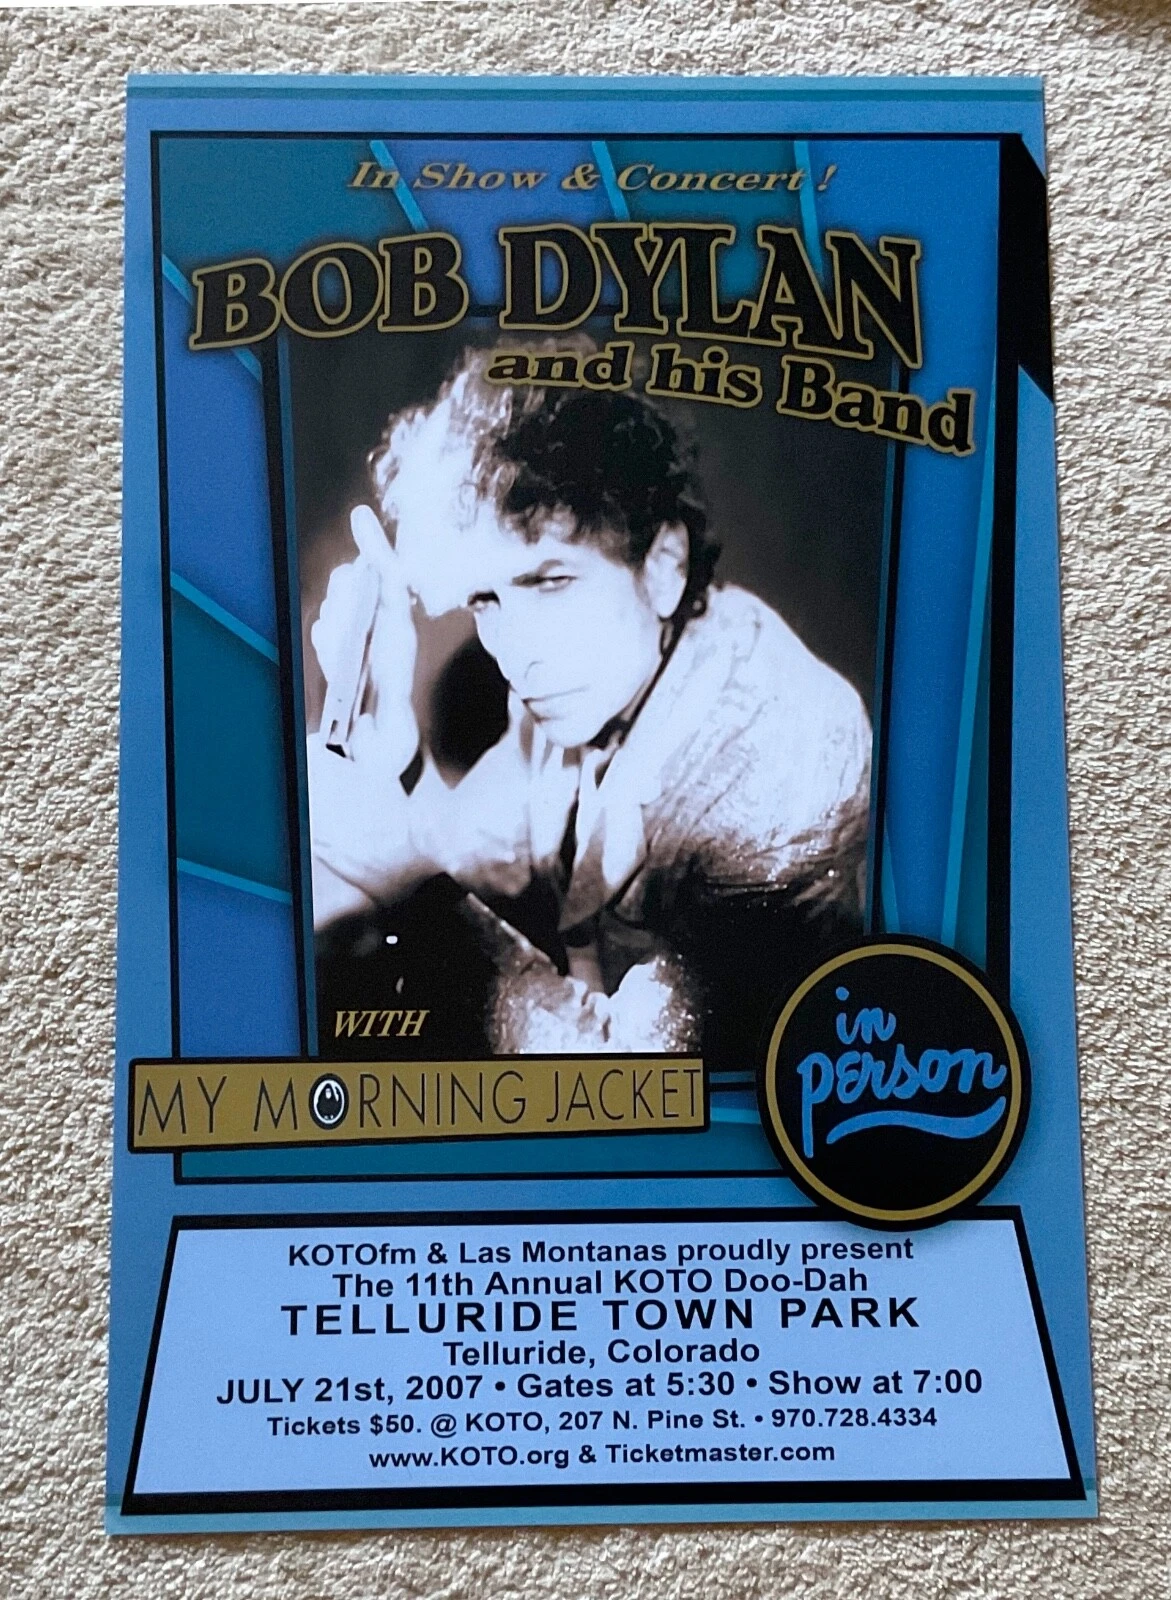 In Show & Concert !
BOB DYLAN
and his Band
WITH
MY MORNING JACKET
in
person
KOTOfm & Las Montanas proudly present
The 11th Annual KOTO Doo-Dah
TELLURIDE TOWN PARK
Telluride, Colorado
JULY 21st, 2007 • Gates at 5:30 • Show at 7:00
Tickets $50. @ KOTO, 207 N. Pine St. • 970.728.4334
www.KOTO.org & Ticketmaster.com